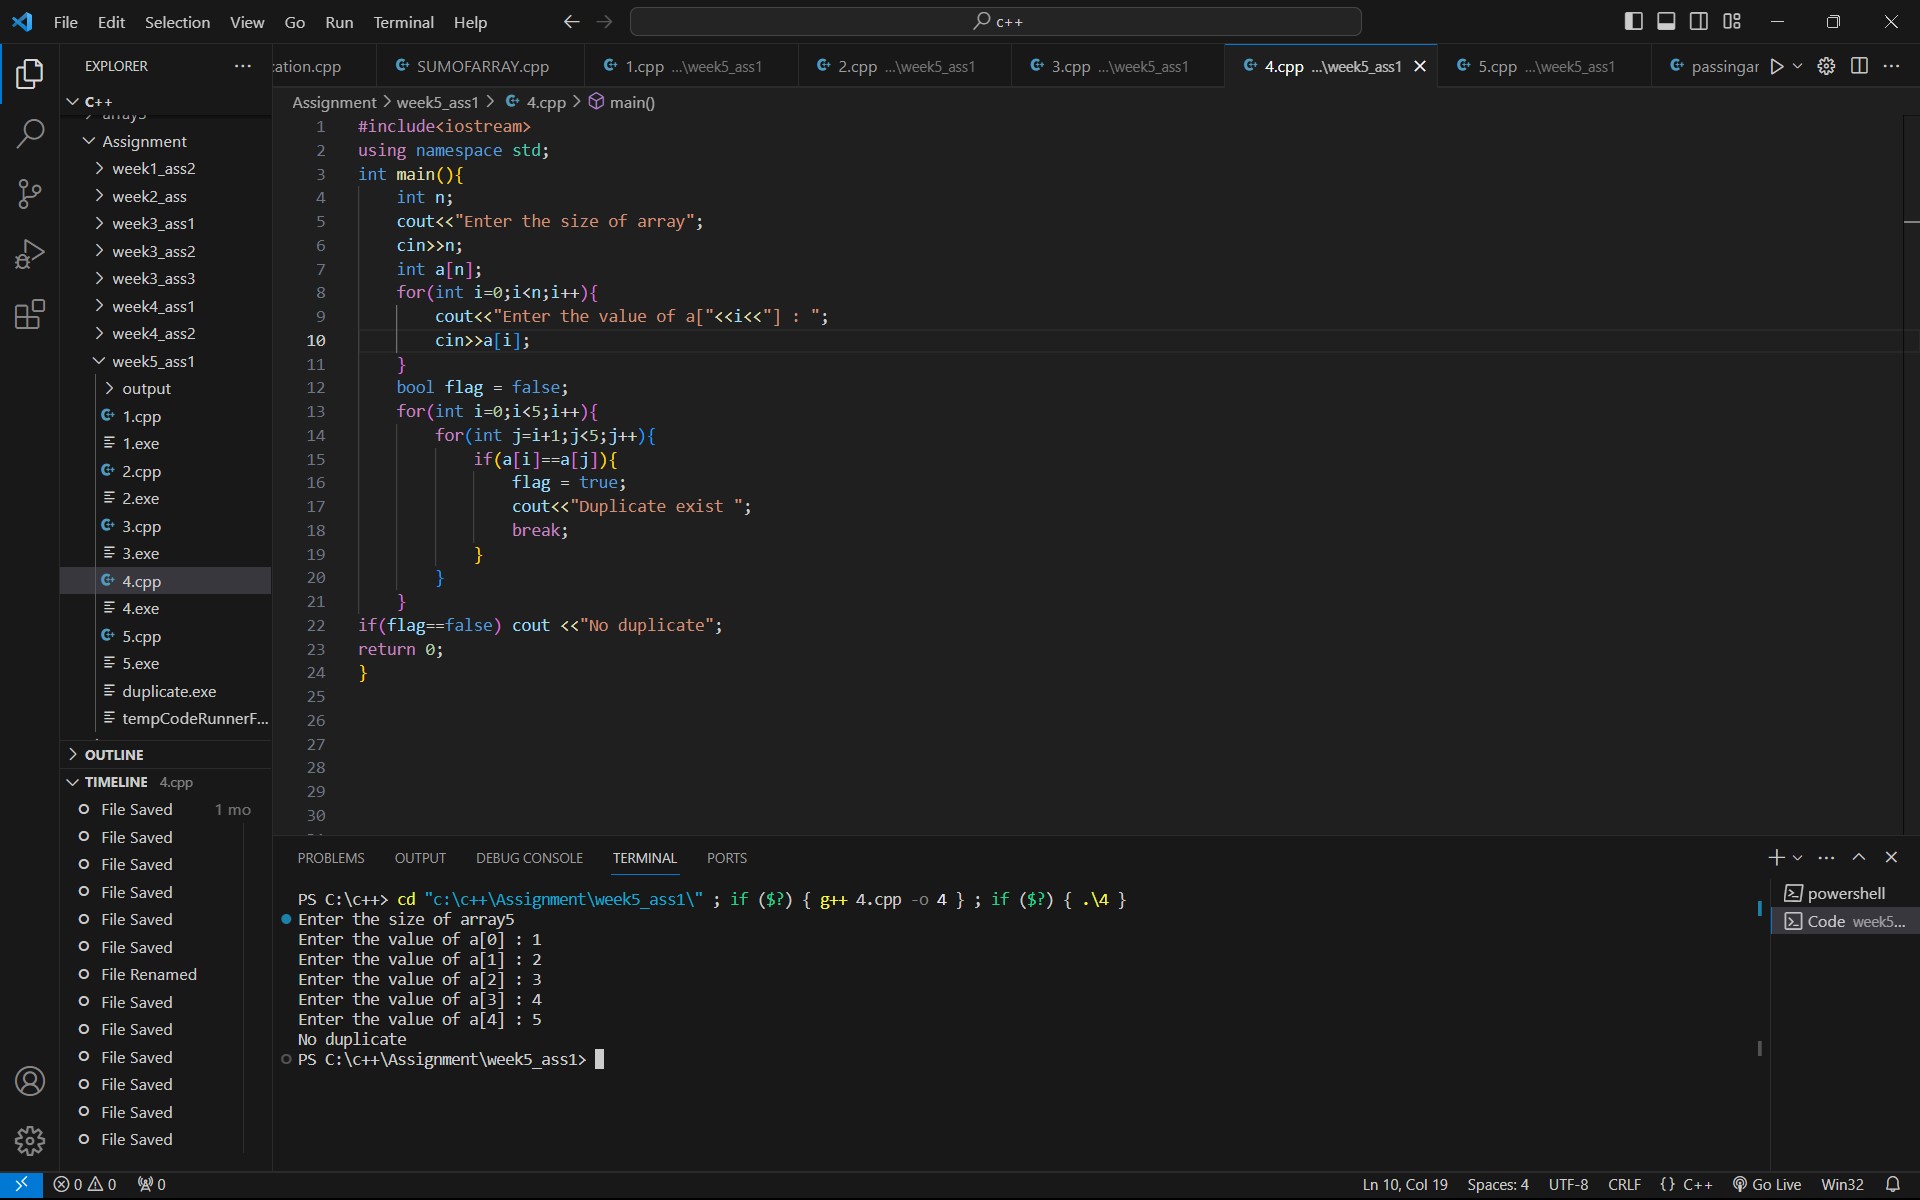 File Edit Selection View Go Run Terminal Help
c++
EXPLORER
ation.cpp
SUMOFARRAY.cpp
1.cpp ...\week5_ass1
2.cpp ...\week5_ass1
3.cpp ...\week5_ass1
4.cpp ...\week5_ass1
5.cpp ...\week5_ass1
passingar
C++
Assignment
week1_ass2
week2_ass
week3_ass1
week3_ass2
week3_ass3
week4_ass1
week4_ass2
week5_ass1
output
1.cpp
1.exe
2.cpp
2.exe
3.cpp
3.exe
4.cpp
4.exe
5.cpp
5.exe
duplicate.exe
tempCodeRunnerF...
OUTLINE
TIMELINE 4.cpp
File Saved 1 mo
File Saved
File Saved
File Saved
File Saved
File Saved
File Renamed
File Saved
File Saved
File Saved
File Saved
File Saved
File Saved
Assignment > week5_ass1 > 4.cpp > main()
1 #include<iostream>
2 using namespace std;
3 int main(){
4 int n;
5 cout<<"Enter the size of array";
6 cin>>n;
7 int a[n];
8 for(int i=0;i<n;i++){
9 cout<<"Enter the value of a["<<i<<"] : ";
10 cin>>a[i];
11 }
12 bool flag = false;
13 for(int i=0;i<5;i++){
14 for(int j=i+1;j<5;j++){
15 if(a[i]==a[j]){
16 flag = true;
17 cout<<"Duplicate exist ";
18 break;
19 }
20 }
21 }
22 if(flag==false) cout <<"No duplicate";
23 return 0;
24 }
25
26
27
28
29
30
PROBLEMS OUTPUT DEBUG CONSOLE TERMINAL PORTS
PS C:\c++> cd "c:\c++\Assignment\week5_ass1\" ; if ($?) { g++ 4.cpp -o 4 } ; if ($?) { .\4 }
Enter the size of array5
Enter the value of a[0] : 1
Enter the value of a[1] : 2
Enter the value of a[2] : 3
Enter the value of a[3] : 4
Enter the value of a[4] : 5
No duplicate
PS C:\c++\Assignment\week5_ass1>
powershell
Code week5...
0 0 0
Ln 10, Col 19 Spaces: 4 UTF-8 CRLF {} C++ Go Live Win32